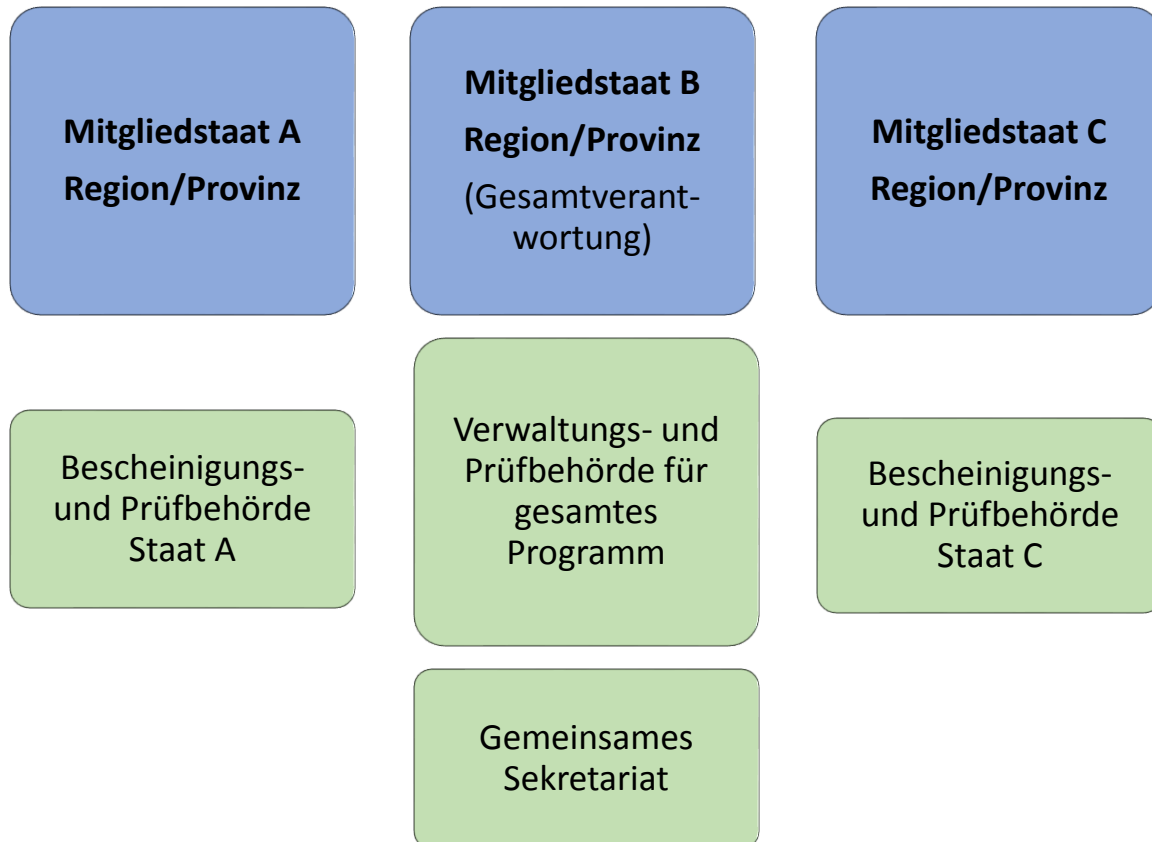 Mitgliedstaat A
Region/Provinz
Mitgliedstaat B
Region/Provinz
(Gesamtverant-
wortung)
Mitgliedstaat C
Region/Provinz
Bescheinigungs-
und Prüfbehörde
Staat A
Verwaltungs- und
Prüfbehörde für
gesamtes
Programm
Bescheinigungs-
und Prüfbehörde
Staat C
Gemeinsames
Sekretariat